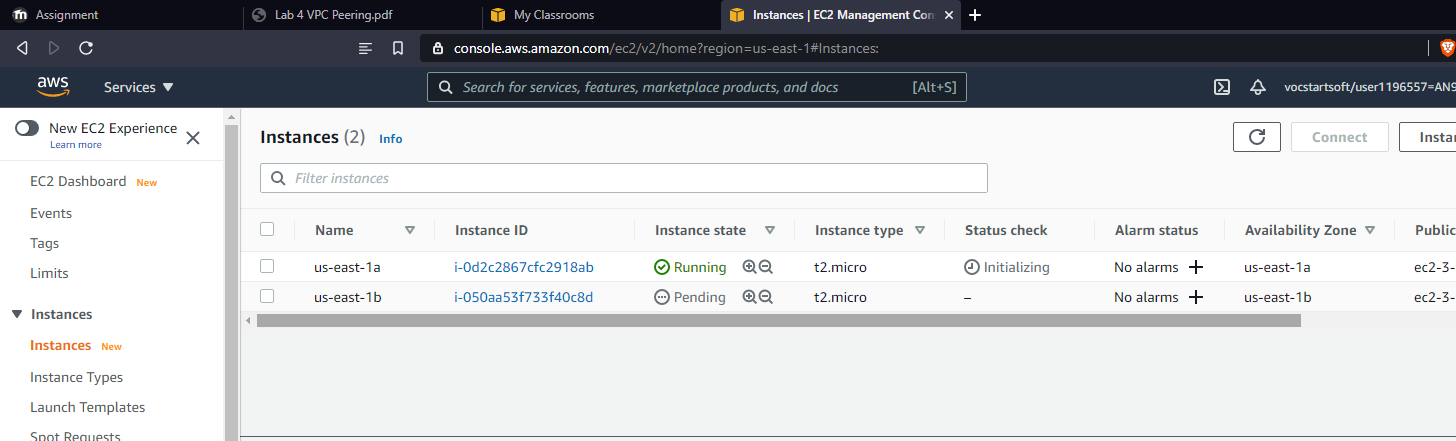 Assignment
Lab 4 VPC Peering.pdf
My Classrooms
Instances | EC2 Management Con
console.aws.amazon.com/ec2/v2/home?region=us-east-1#Instances:
aws
Services
Search for services, features, marketplace products, and docs
[Alt+S]
vocstartsoft/user1196557=AN9
New EC2 Experience
Learn more
EC2 Dashboard New
Events
Tags
Limits
Instances
Instances New
Instance Types
Launch Templates
Spot Requests
Instances (2) Info
Connect
Instan
Filter instances
Name Instance ID Instance state Instance type Status check Alarm status Availability Zone Public
us-east-1a i-0d2c2867cfc2918ab Running t2.micro Initializing No alarms + us-east-1a ec2-3-
us-east-1b i-050aa53f733f40c8d Pending t2.micro – No alarms + us-east-1b ec2-3-